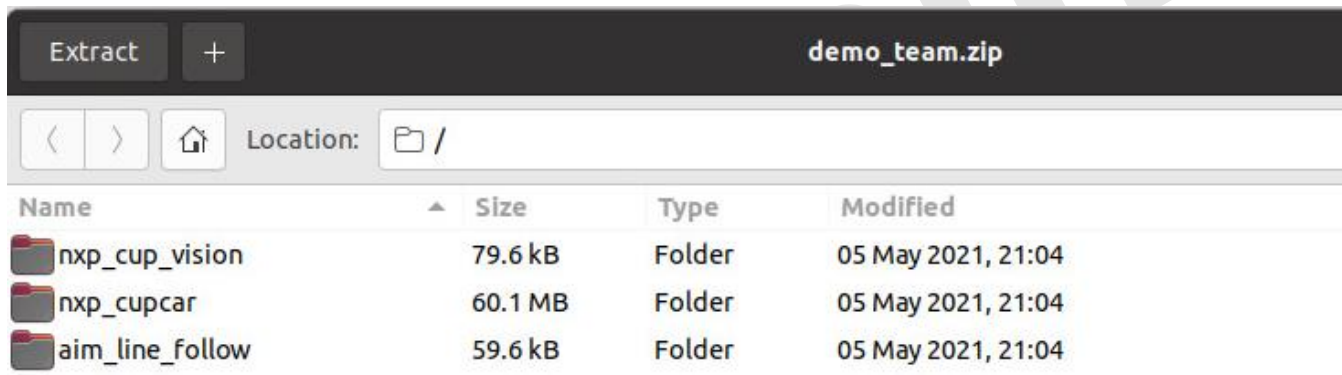 Extract + demo_team.zip
Location: /
Name Size Type Modified
nxp_cup_vision 79.6 kB Folder 05 May 2021, 21:04
nxp_cupcar 60.1 MB Folder 05 May 2021, 21:04
aim_line_follow 59.6 kB Folder 05 May 2021, 21:04